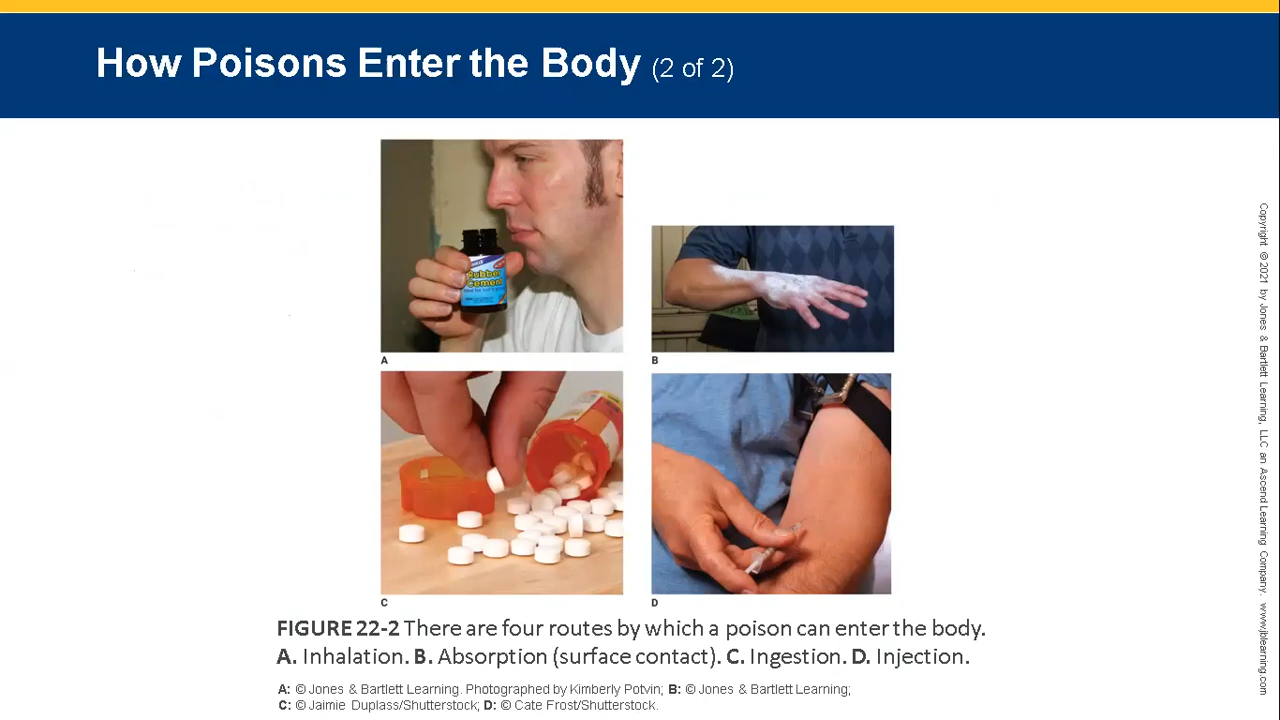 How Poisons Enter the Body (2 of 2)
Rubber
Cement
A
B
C
D
FIGURE 22-2 There are four routes by which a poison can enter the body.
A. Inhalation. B. Absorption (surface contact). C. Ingestion. D. Injection.
A: © Jones & Bartlett Learning. Photographed by Kimberly Potvin; B: © Jones & Bartlett Learning;
C: © Jaimie Duplass/Shutterstock; D: © Cate Frost/Shutterstock.
Copyright © 2021 by Jones & Bartlett Learning, LLC an Ascend Learning Company. www.jblearning.com